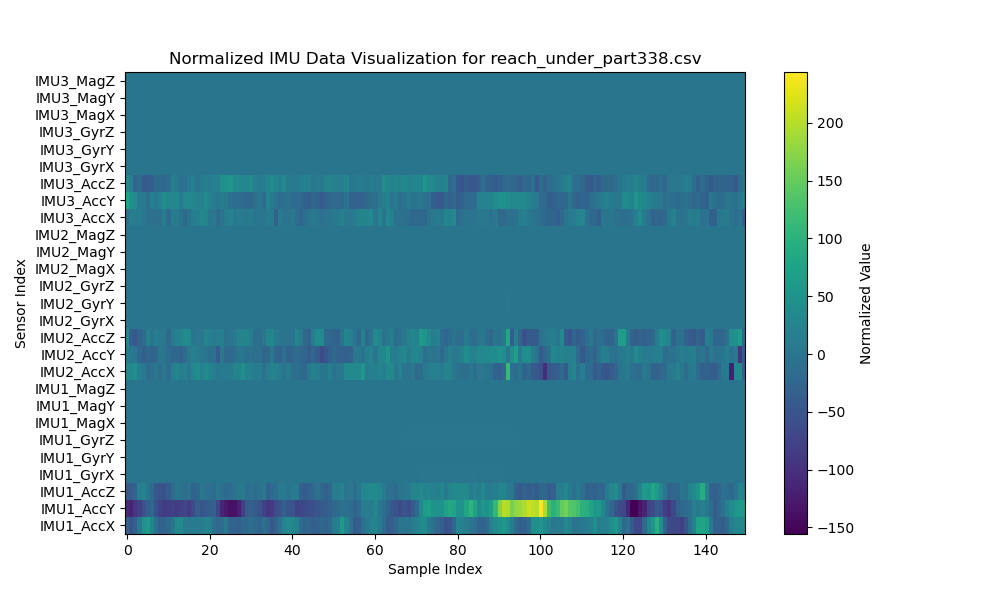 Normalized IMU Data Visualization for reach_under_part338.csv
IMU3_MagZ
IMU3_MagY
IMU3_MagX
IMU3_GyrZ
IMU3_GyrY
IMU3_GyrX
IMU3_AccZ
IMU3_AccY
IMU3_AccX
IMU2_MagZ
IMU2_MagY
IMU2_MagX
IMU2_GyrZ
IMU2_GyrY
IMU2_GyrX
IMU2_AccZ
IMU2_AccY
IMU2_AccX
IMU1_MagZ
IMU1_MagY
IMU1_MagX
IMU1_GyrZ
IMU1_GyrY
IMU1_GyrX
IMU1_AccZ
IMU1_AccY
IMU1_AccX
Sensor Index
0 20 40 60 80 100 120 140
Sample Index
200
150
100
50
0
−50
−100
−150
Normalized Value